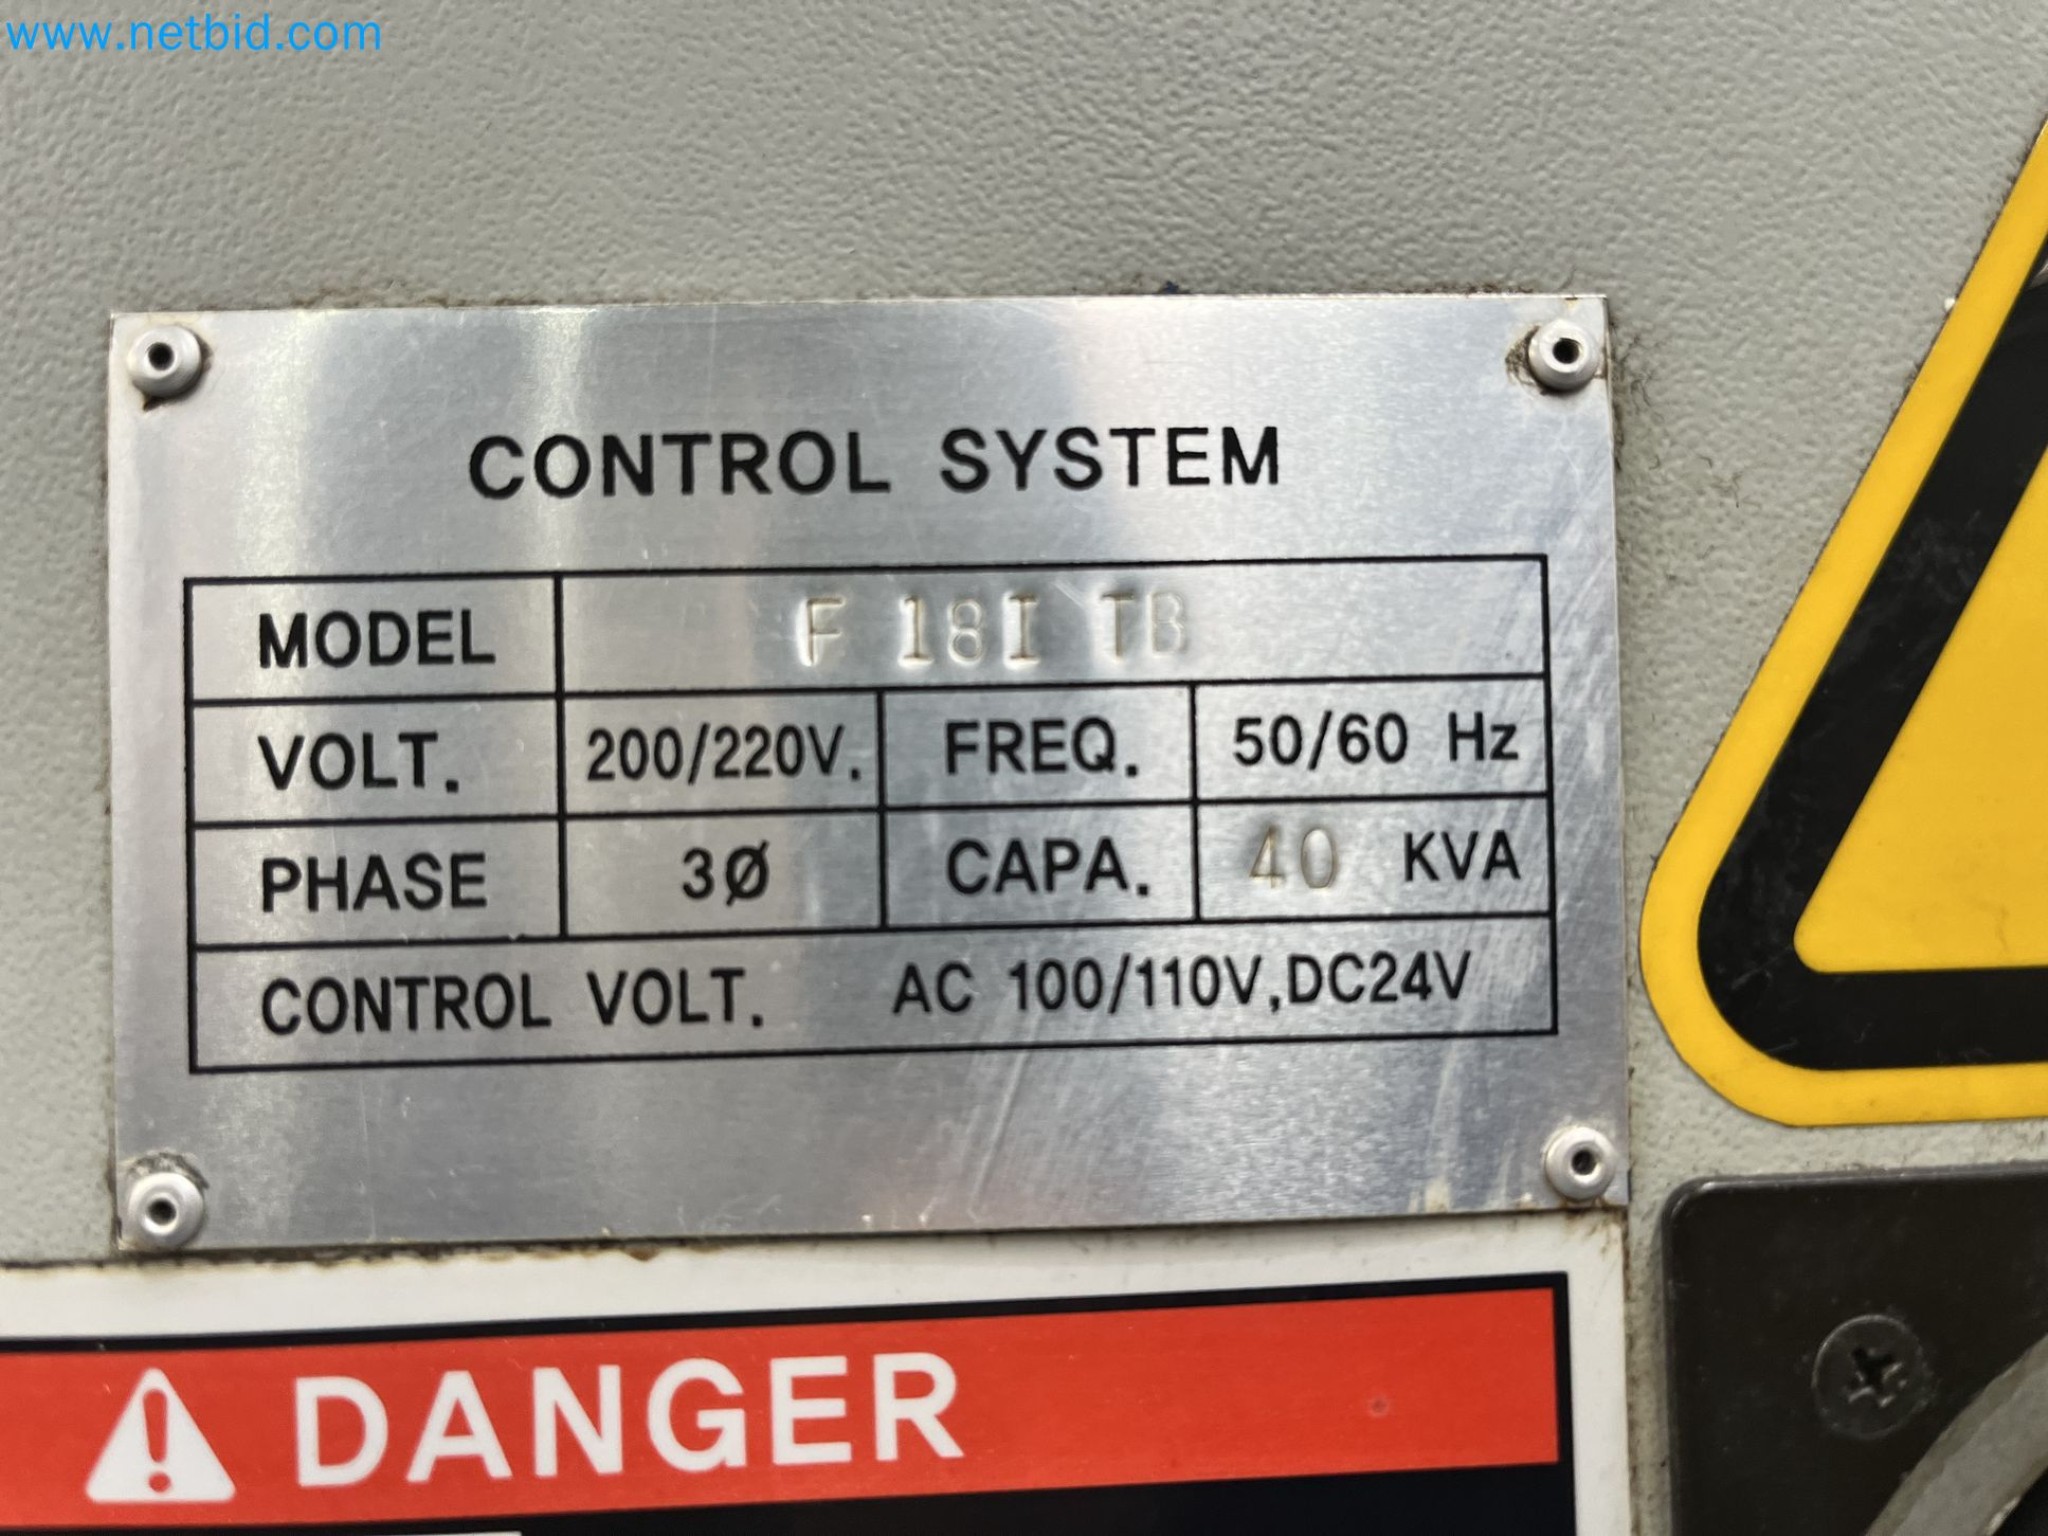 www.netbid.com
CONTROL SYSTEM
MODEL F 18I TB
VOLT. 200/220V. FREQ. 50/60 Hz
PHASE 3Ø CAPA. 40 KVA
CONTROL VOLT. AC 100/110V,DC24V
DANGER